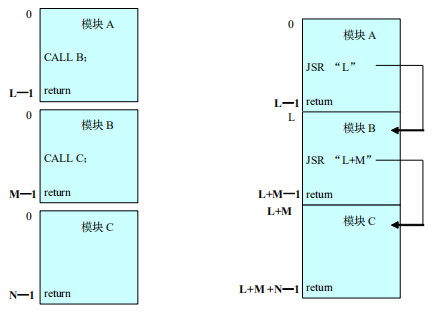 0
模块 A
CALL B;
L—1
return
0
模块 B
CALL C;
M—1
return
0
模块 C
N—1
return
0
模块 A
JSR “L”
L—1
return
L
模块 B
JSR “L+M”
L+M—1
return
L+M
模块 C
L+M+N—1
return